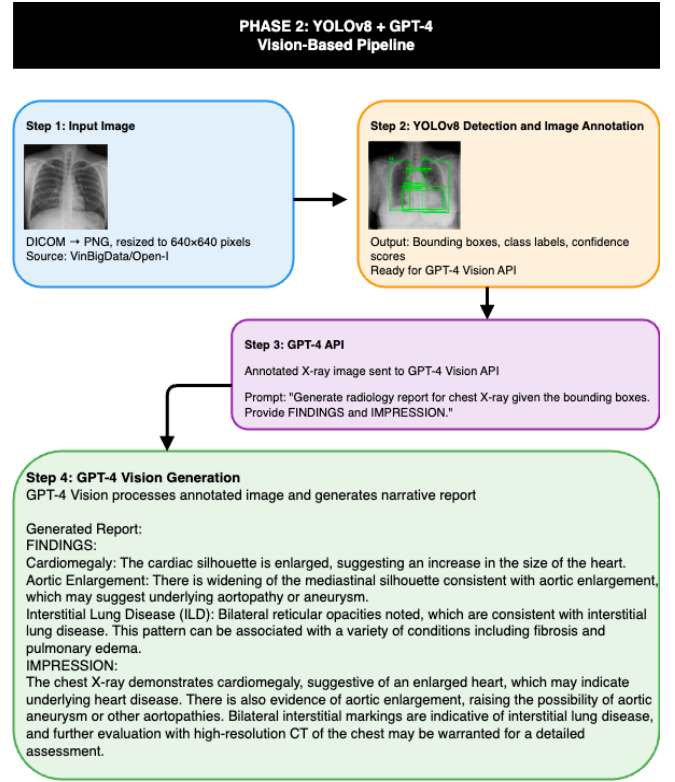 PHASE 2: YOLOv8 + GPT-4
Vision-Based Pipeline
Step 1: Input Image
DICOM → PNG, resized to 640×640 pixels
Source: VinBigData/Open-I
Step 2: YOLOv8 Detection and Image Annotation
Output: Bounding boxes, class labels, confidence
scores
Ready for GPT-4 Vision API
Step 3: GPT-4 API
Annotated X-ray image sent to GPT-4 Vision API
Prompt: "Generate radiology report for chest X-ray given the bounding boxes.
Provide FINDINGS and IMPRESSION."
Step 4: GPT-4 Vision Generation
GPT-4 Vision processes annotated image and generates narrative report
Generated Report:
FINDINGS:
Cardiomegaly: The cardiac silhouette is enlarged, suggesting an increase in the size of the heart.
Aortic Enlargement: There is widening of the mediastinal silhouette consistent with aortic enlargement,
which may suggest underlying aortopathy or aneurysm.
Interstitial Lung Disease (ILD): Bilateral reticular opacities noted, which are consistent with interstitial
lung disease. This pattern can be associated with a variety of conditions including fibrosis and
pulmonary edema.
IMPRESSION:
The chest X-ray demonstrates cardiomegaly, suggestive of an enlarged heart, which may indicate
underlying heart disease. There is also evidence of aortic enlargement, raising the possibility of aortic
aneurysm or other aortopathies. Bilateral interstitial markings are indicative of interstitial lung disease,
and further evaluation with high-resolution CT of the chest may be warranted for a detailed
assessment.